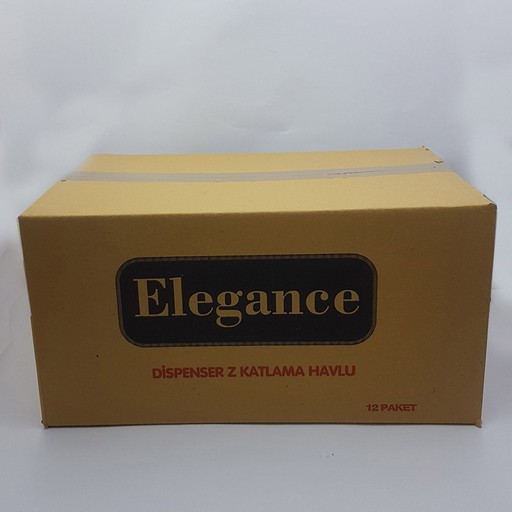 Elegance
DİSPENSER Z KATLAMA HAVLU
12 PAKET